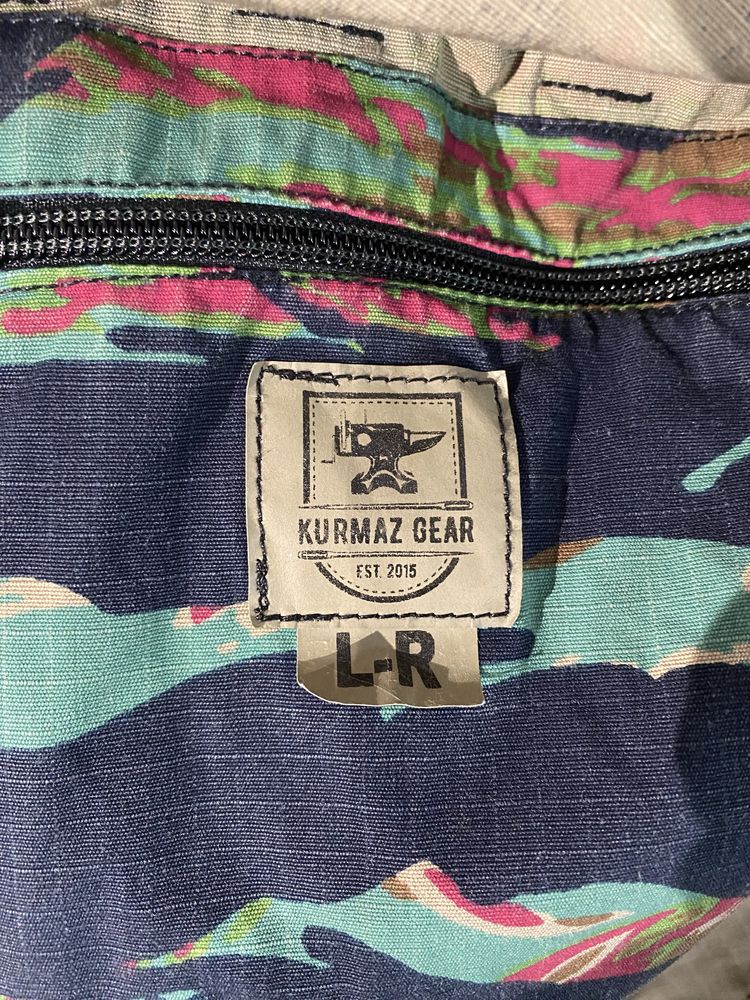 KURMAZ GEAR
EST. 2015
L-R